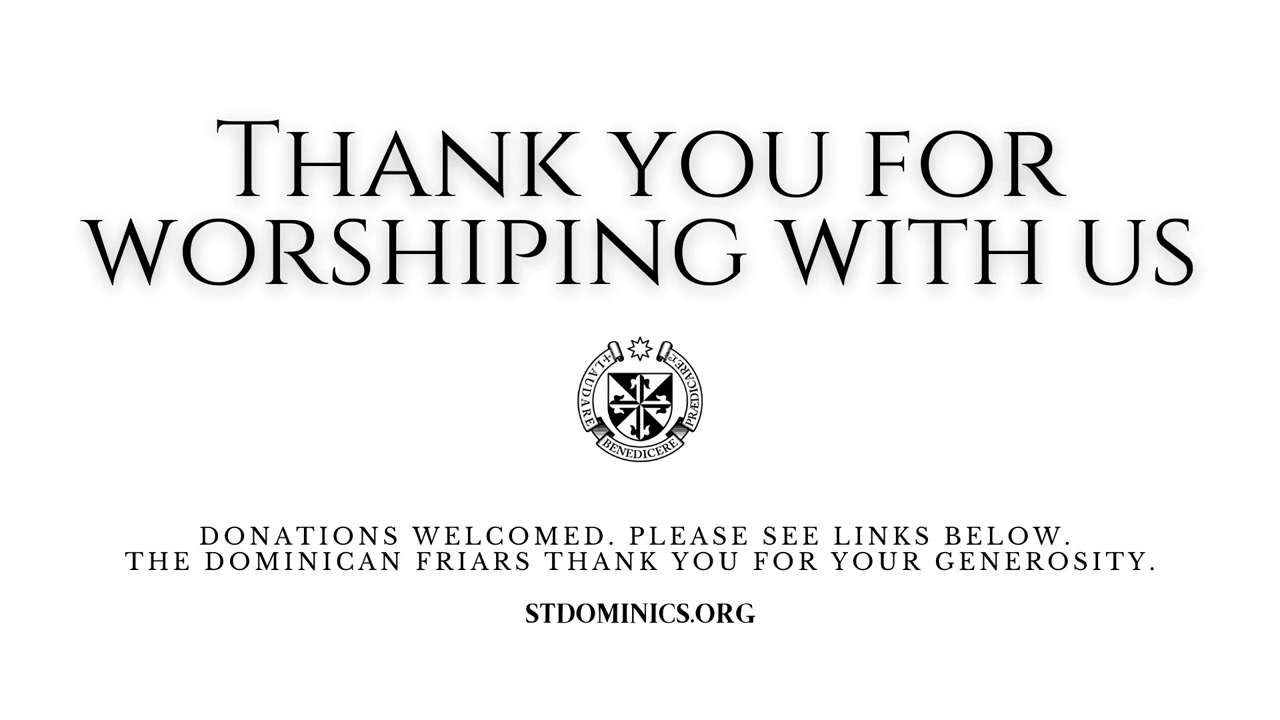 THANK YOU FOR
WORSHIPING WITH US
LAUDARE
BENEDICERE
PRÆDICARE
DONATIONS WELCOMED. PLEASE SEE LINKS BELOW.
THE DOMINICAN FRIARS THANK YOU FOR YOUR GENEROSITY.
STDOMINICS.ORG